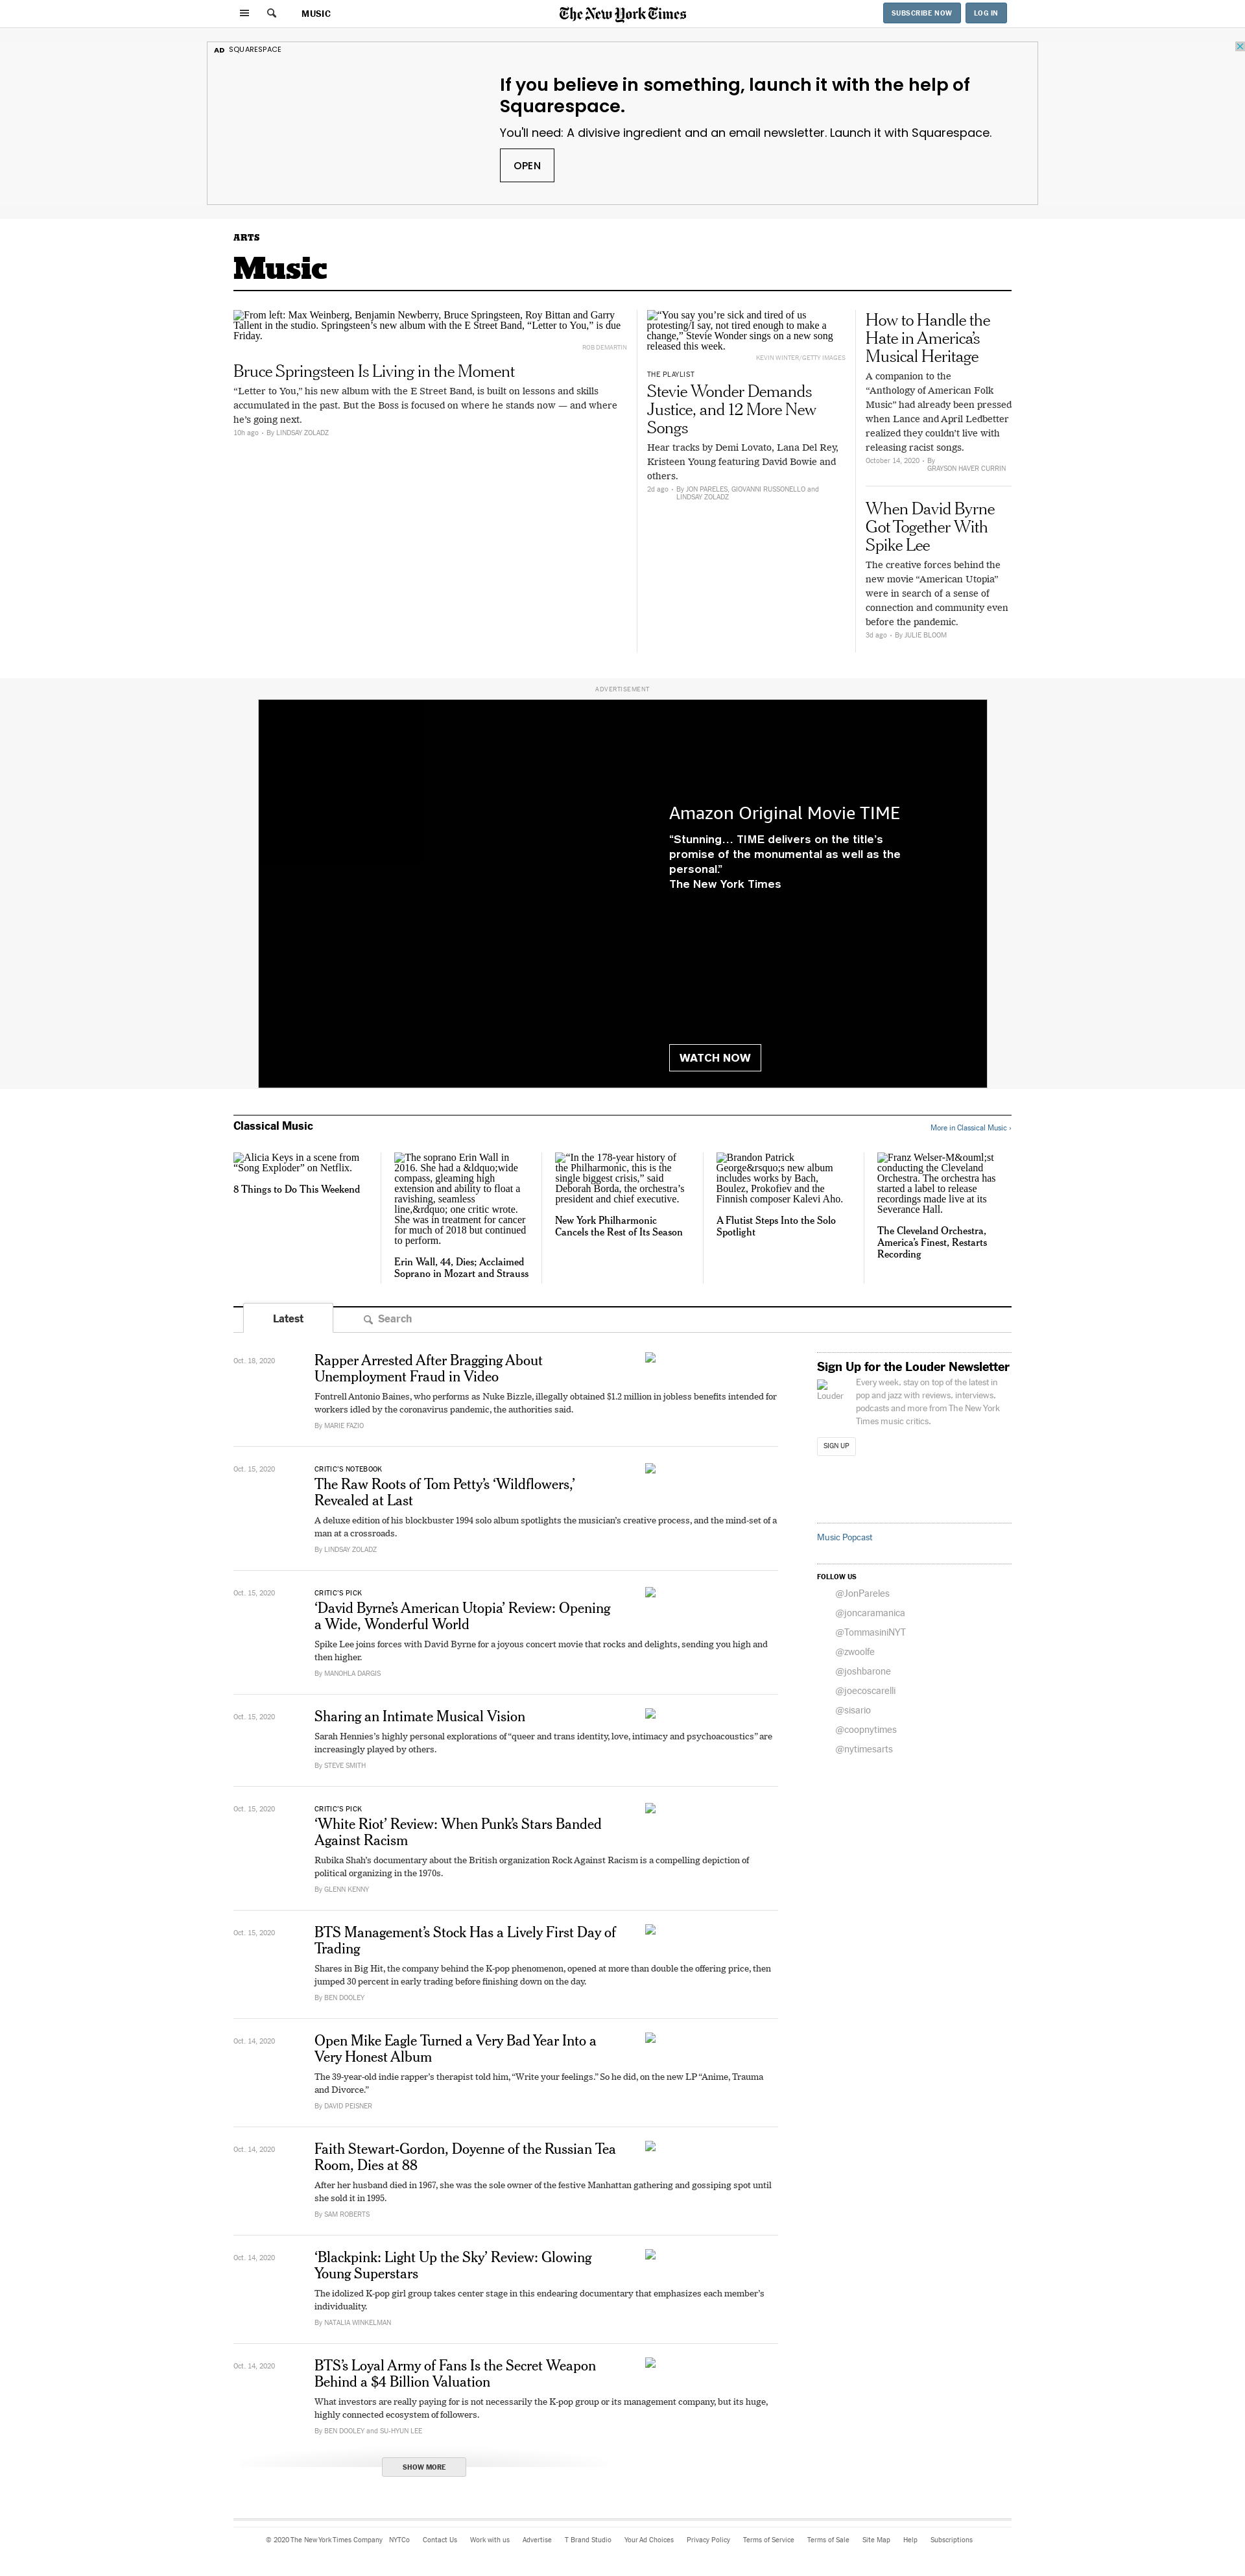 MUSIC
The New York Times
SUBSCRIBE NOW
LOG IN
AD SQUARESPACE
If you believe in something, launch it with the help of
Squarespace.
You'll need: A divisive ingredient and an email newsletter. Launch it with Squarespace.
OPEN
ARTS
Music
From left: Max Weinberg, Benjamin Newberry, Bruce Springsteen, Roy Bittan and Garry
Tallent in the studio. Springsteen’s new album with the E Street Band, “Letter to You,” is due
Friday.
ROB DEMARTIN
Bruce Springsteen Is Living in the Moment
“Letter to You,” his new album with the E Street Band, is built on lessons and skills
accumulated in the past. But the Boss is focused on where he stands now — and where
he’s going next.
10h ago • By LINDSAY ZOLADZ
“You say you’re sick and tired of us
protesting/I say, not tired enough to make a
change,” Stevie Wonder sings on a new song
released this week.
KEVIN WINTER/GETTY IMAGES
THE PLAYLIST
Stevie Wonder Demands
Justice, and 12 More New
Songs
Hear tracks by Demi Lovato, Lana Del Rey,
Kristeen Young featuring David Bowie and
others.
2d ago • By JON PARELES, GIOVANNI RUSSONELLO and
LINDSAY ZOLADZ
How to Handle the
Hate in America’s
Musical Heritage
A companion to the
“Anthology of American Folk
Music” had already been pressed
when Lance and April Ledbetter
realized they couldn’t live with
releasing racist songs.
October 14, 2020 • By
GRAYSON HAVER CURRIN
When David Byrne
Got Together With
Spike Lee
The creative forces behind the
new movie “American Utopia”
were in search of a sense of
connection and community even
before the pandemic.
3d ago • By JULIE BLOOM
ADVERTISEMENT
Amazon Original Movie TIME
“Stunning… TIME delivers on the title’s
promise of the monumental as well as the
personal.”
The New York Times
WATCH NOW
Classical Music
More in Classical Music ›
Alicia Keys in a scene from
“Song Exploder” on Netflix.
8 Things to Do This Weekend
The soprano Erin Wall in
2016. She had a &ldquo;wide
compass, gleaming high
extension and ability to float a
ravishing, seamless
line,&rdquo; one critic wrote.
She was in treatment for cancer
for much of 2018 but continued
to perform.
Erin Wall, 44, Dies; Acclaimed
Soprano in Mozart and Strauss
“In the 178-year history of
the Philharmonic, this is the
single biggest crisis,” said
Deborah Borda, the orchestra’s
president and chief executive.
New York Philharmonic
Cancels the Rest of Its Season
Brandon Patrick
George&rsquo;s new album
includes works by Bach,
Boulez, Prokofiev and the
Finnish composer Kalevi Aho.
A Flutist Steps Into the Solo
Spotlight
Franz Welser-M&ouml;st
conducting the Cleveland
Orchestra. The orchestra has
started a label to release
recordings made live at its
Severance Hall.
The Cleveland Orchestra,
America’s Finest, Restarts
Recording
Latest
Search
Oct. 18, 2020
Rapper Arrested After Bragging About
Unemployment Fraud in Video
Fontrell Antonio Baines, who performs as Nuke Bizzle, illegally obtained $1.2 million in jobless benefits intended for
workers idled by the coronavirus pandemic, the authorities said.
By MARIE FAZIO
Oct. 15, 2020
CRITIC’S NOTEBOOK
The Raw Roots of Tom Petty’s ‘Wildflowers,’
Revealed at Last
A deluxe edition of his blockbuster 1994 solo album spotlights the musician’s creative process, and the mind-set of a
man at a crossroads.
By LINDSAY ZOLADZ
Oct. 15, 2020
CRITIC’S PICK
‘David Byrne’s American Utopia’ Review: Opening
a Wide, Wonderful World
Spike Lee joins forces with David Byrne for a joyous concert movie that rocks and delights, sending you high and
then higher.
By MANOHLA DARGIS
Oct. 15, 2020
Sharing an Intimate Musical Vision
Sarah Hennies’s highly personal explorations of “queer and trans identity, love, intimacy and psychoacoustics” are
increasingly played by others.
By STEVE SMITH
Oct. 15, 2020
CRITIC’S PICK
‘White Riot’ Review: When Punk’s Stars Banded
Against Racism
Rubika Shah’s documentary about the British organization Rock Against Racism is a compelling depiction of
political organizing in the 1970s.
By GLENN KENNY
Oct. 15, 2020
BTS Management’s Stock Has a Lively First Day of
Trading
Shares in Big Hit, the company behind the K-pop phenomenon, opened at more than double the offering price, then
jumped 30 percent in early trading before finishing down on the day.
By BEN DOOLEY
Oct. 14, 2020
Open Mike Eagle Turned a Very Bad Year Into a
Very Honest Album
The 39-year-old indie rapper’s therapist told him, “Write your feelings.” So he did, on the new LP “Anime, Trauma
and Divorce.”
By DAVID PEISNER
Oct. 14, 2020
Faith Stewart-Gordon, Doyenne of the Russian Tea
Room, Dies at 88
After her husband died in 1967, she was the sole owner of the festive Manhattan gathering and gossiping spot until
she sold it in 1995.
By SAM ROBERTS
Oct. 14, 2020
‘Blackpink: Light Up the Sky’ Review: Glowing
Young Superstars
The idolized K-pop girl group takes center stage in this endearing documentary that emphasizes each member’s
individuality.
By NATALIA WINKELMAN
Oct. 14, 2020
BTS’s Loyal Army of Fans Is the Secret Weapon
Behind a $4 Billion Valuation
What investors are really paying for is not necessarily the K-pop group or its management company, but its huge,
highly connected ecosystem of followers.
By BEN DOOLEY and SU-HYUN LEE
SHOW MORE
Sign Up for the Louder Newsletter
Louder
Every week, stay on top of the latest in
pop and jazz with reviews, interviews,
podcasts and more from The New York
Times music critics.
SIGN UP
Music Popcast
FOLLOW US
@JonPareles
@joncaramanica
@TommasiniNYT
@zwoolfe
@joshbarone
@joecoscarelli
@sisario
@coopnytimes
@nytimesarts
© 2020 The New York Times Company NYTCo Contact Us Work with us Advertise T Brand Studio Your Ad Choices Privacy Policy Terms of Service Terms of Sale Site Map Help Subscriptions